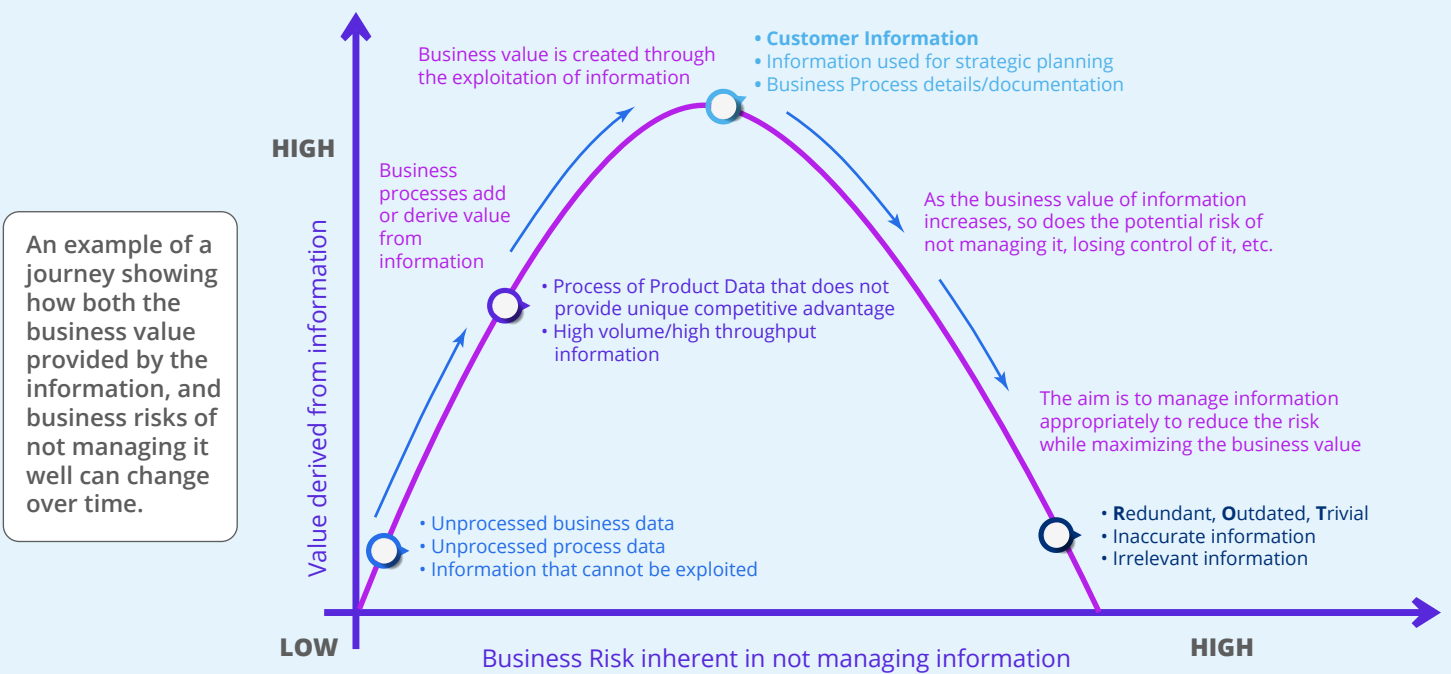 An example of a
journey showing
how both the
business value
provided by the
information, and
business risks of
not managing it
well can change
over time.
HIGH
Value derived from information
LOW
Business Risk inherent in not managing information
HIGH
• Unprocessed business data
• Unprocessed process data
• Information that cannot be exploited
Business
processes add
or derive value
from
information
• Process of Product Data that does not
provide unique competitive advantage
• High volume/high throughput
information
Business value is created through
the exploitation of information
• Customer Information
• Information used for strategic planning
• Business Process details/documentation
As the business value of information
increases, so does the potential risk of
not managing it, losing control of it, etc.
The aim is to manage information
appropriately to reduce the risk
while maximizing the business value
• Redundant, Outdated, Trivial
• Inaccurate information
• Irrelevant information